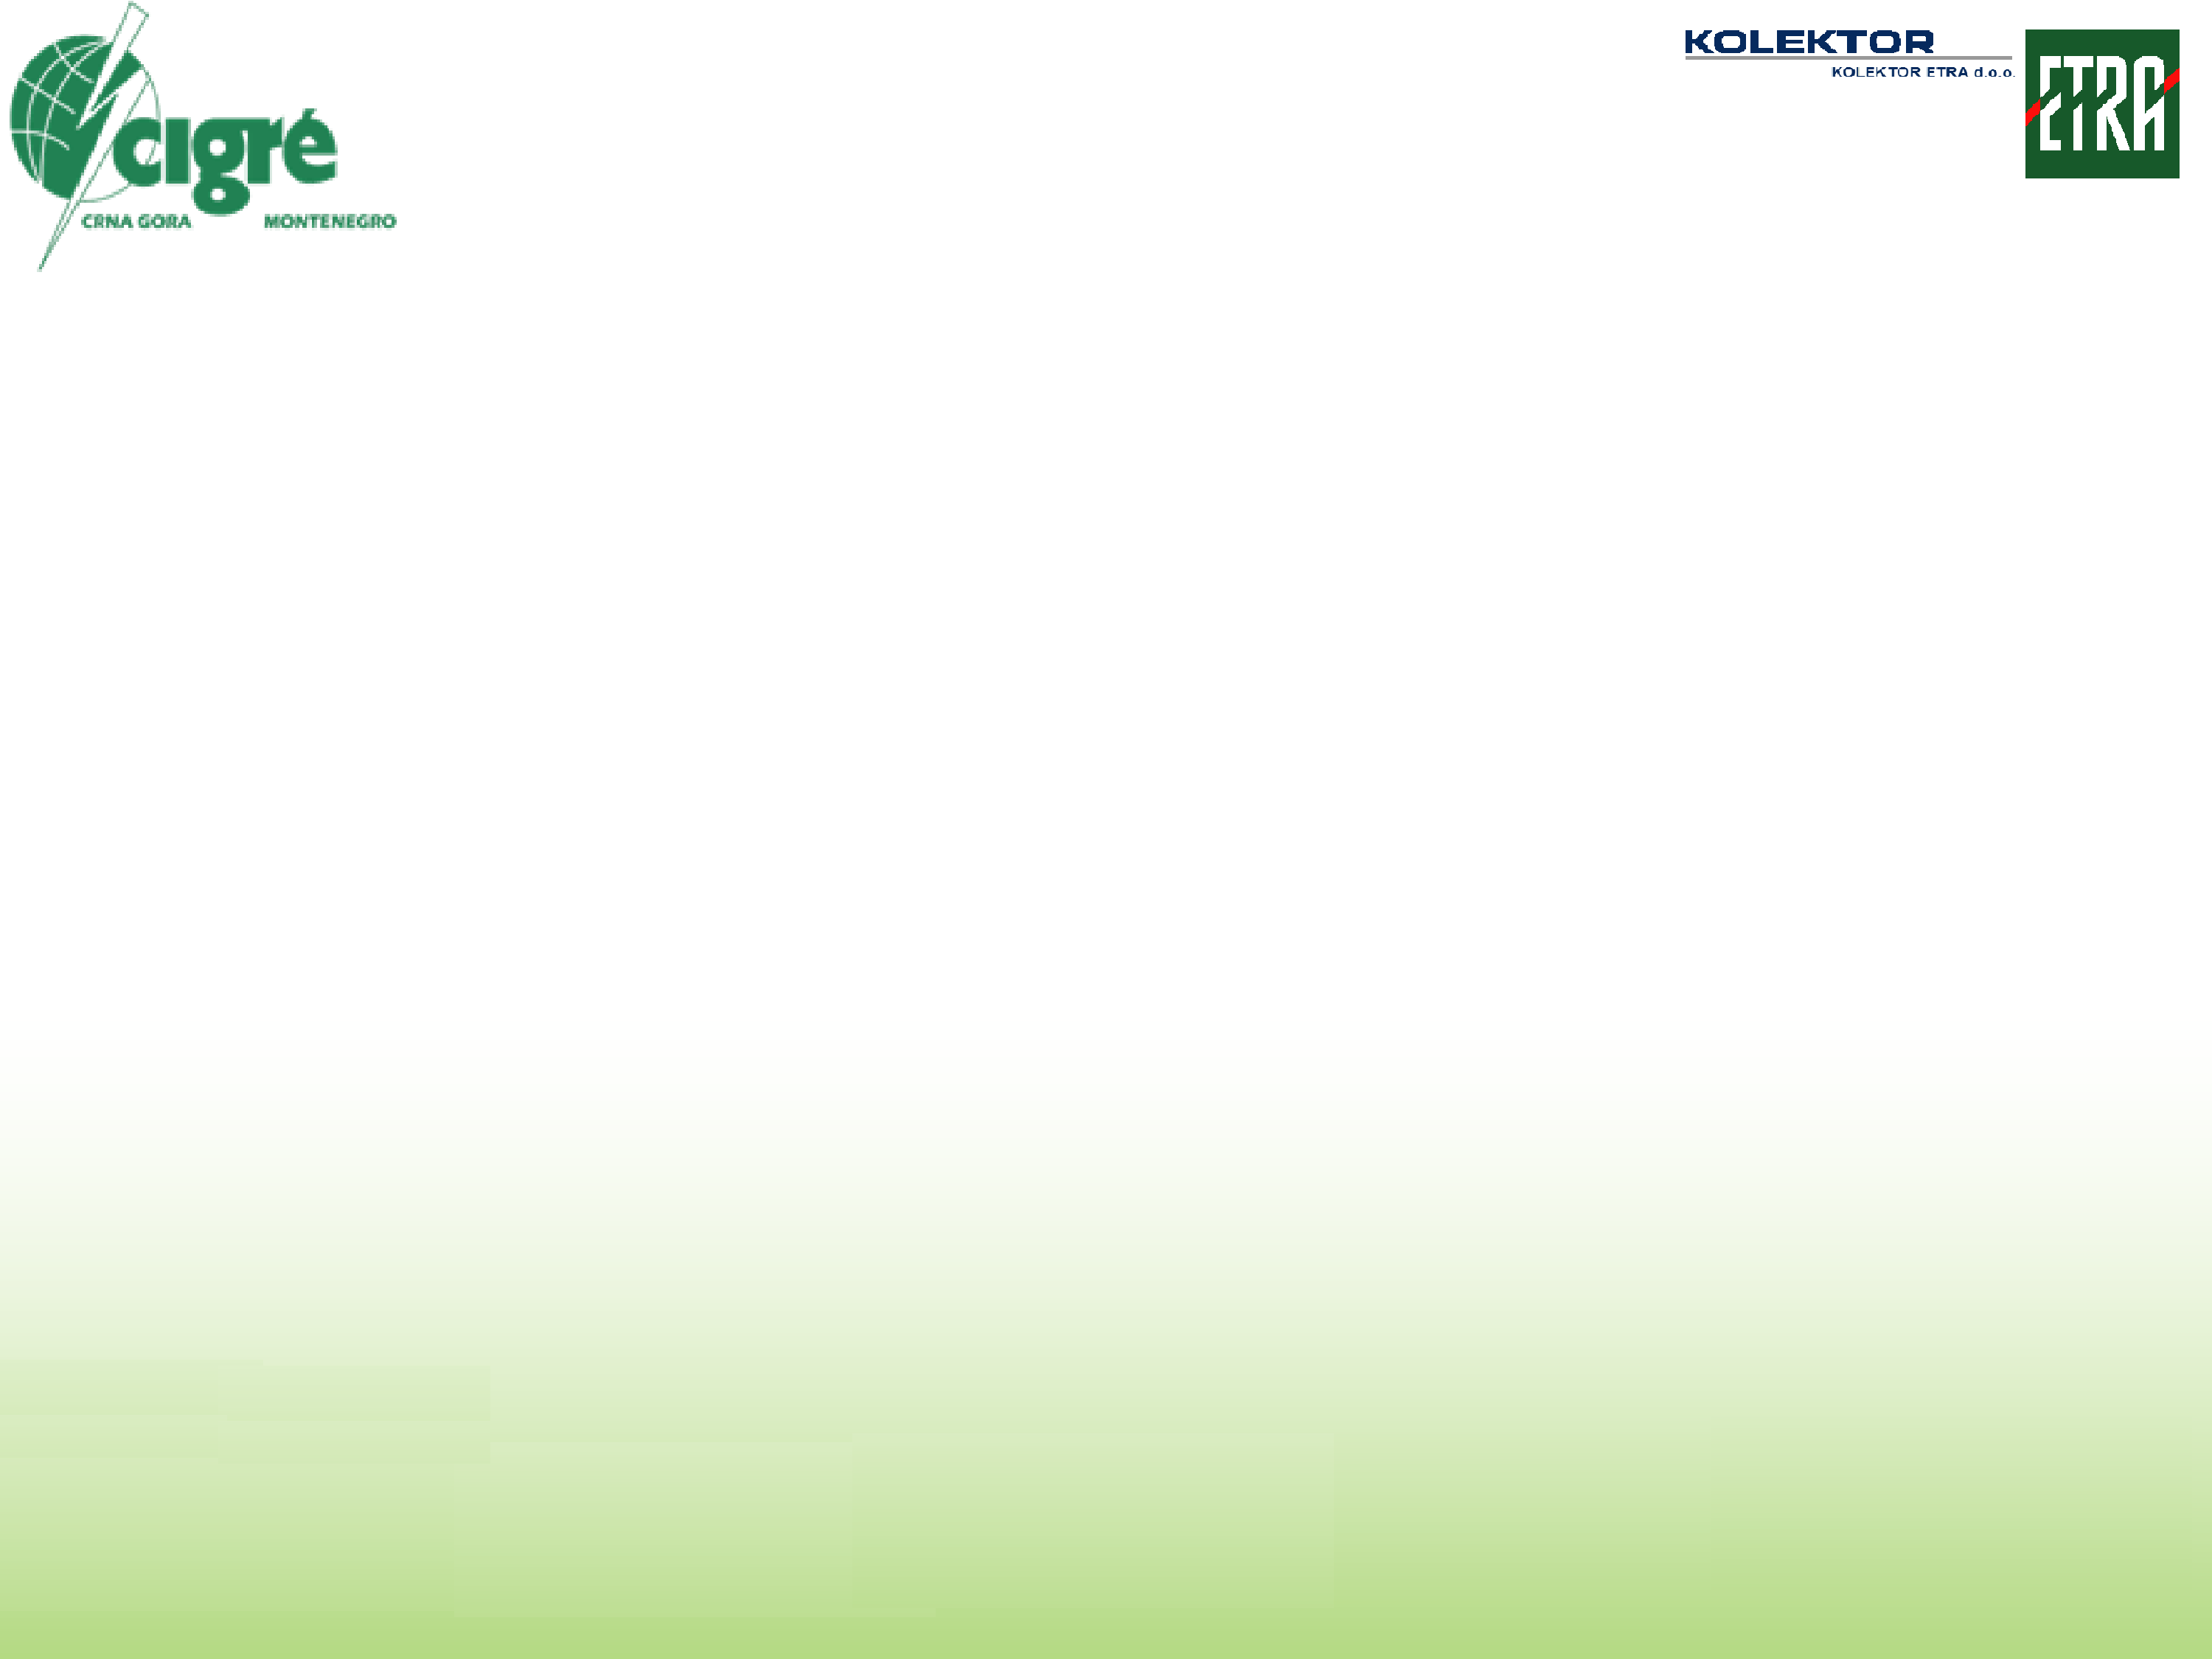 cigré
CRNA GORA MONTENEGRO
KOLEKTOR
KOLEKTOR ETRA d.o.o.
ETRA